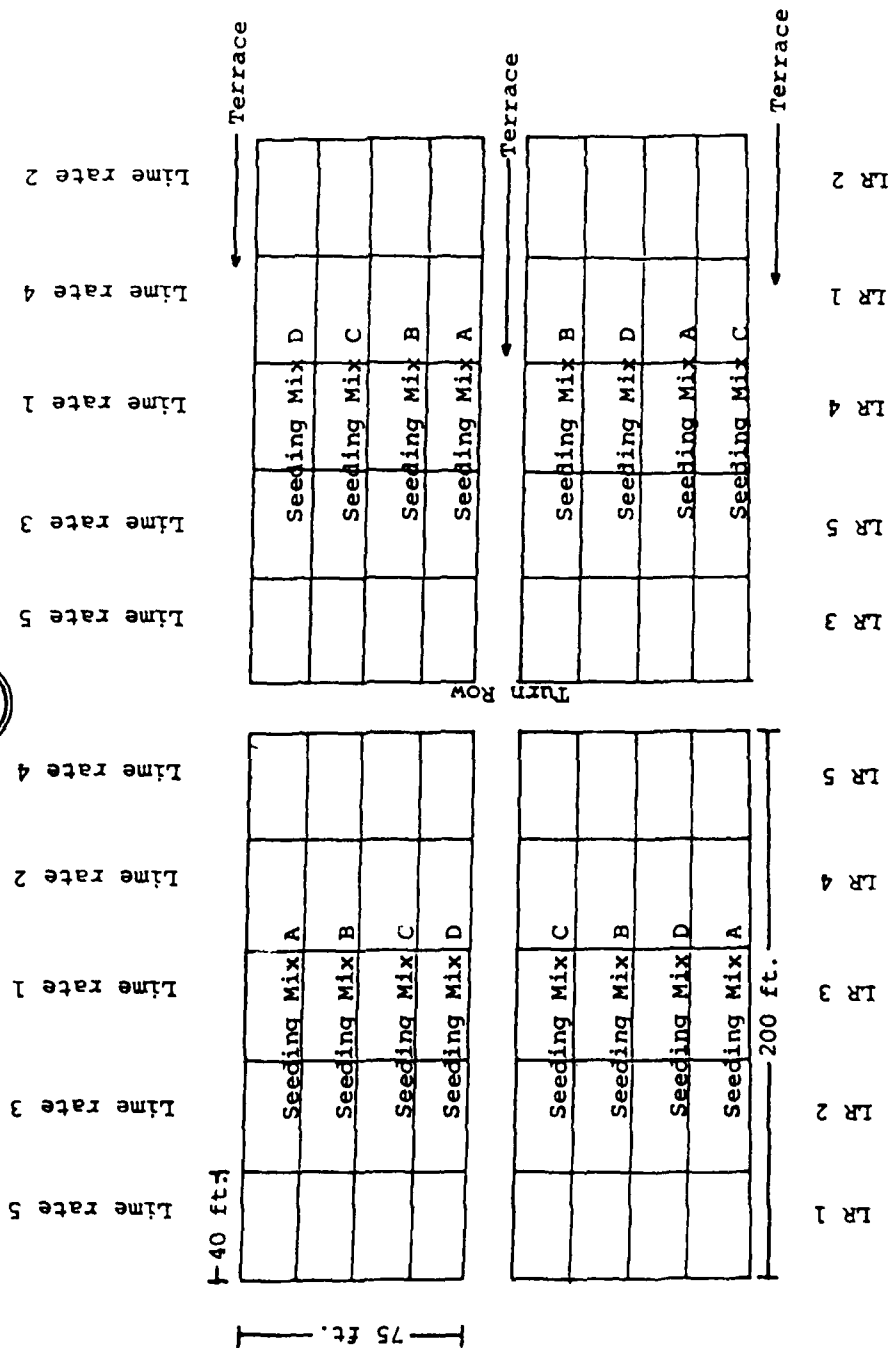 Lime rate 2
Lime rate 4
Lime rate 1
Lime rate 3
Lime rate 5
Lime rate 4
Lime rate 2
Lime rate 1
Lime rate 3
Lime rate 5
Terrace
Seeding Mix D
Seeding Mix C
Seeding Mix B
Seeding Mix A
Terrace
Seeding Mix B
Seeding Mix D
Seeding Mix A
Seeding Mix C
Terrace
Turn Row
Seeding Mix A
Seeding Mix B
Seeding Mix C
Seeding Mix D
Seeding Mix C
Seeding Mix B
Seeding Mix D
Seeding Mix A
40 ft.
75 ft.
200 ft.
LR 2
LR 1
LR 4
LR 5
LR 3
LR 5
LR 4
LR 3
LR 2
LR 1